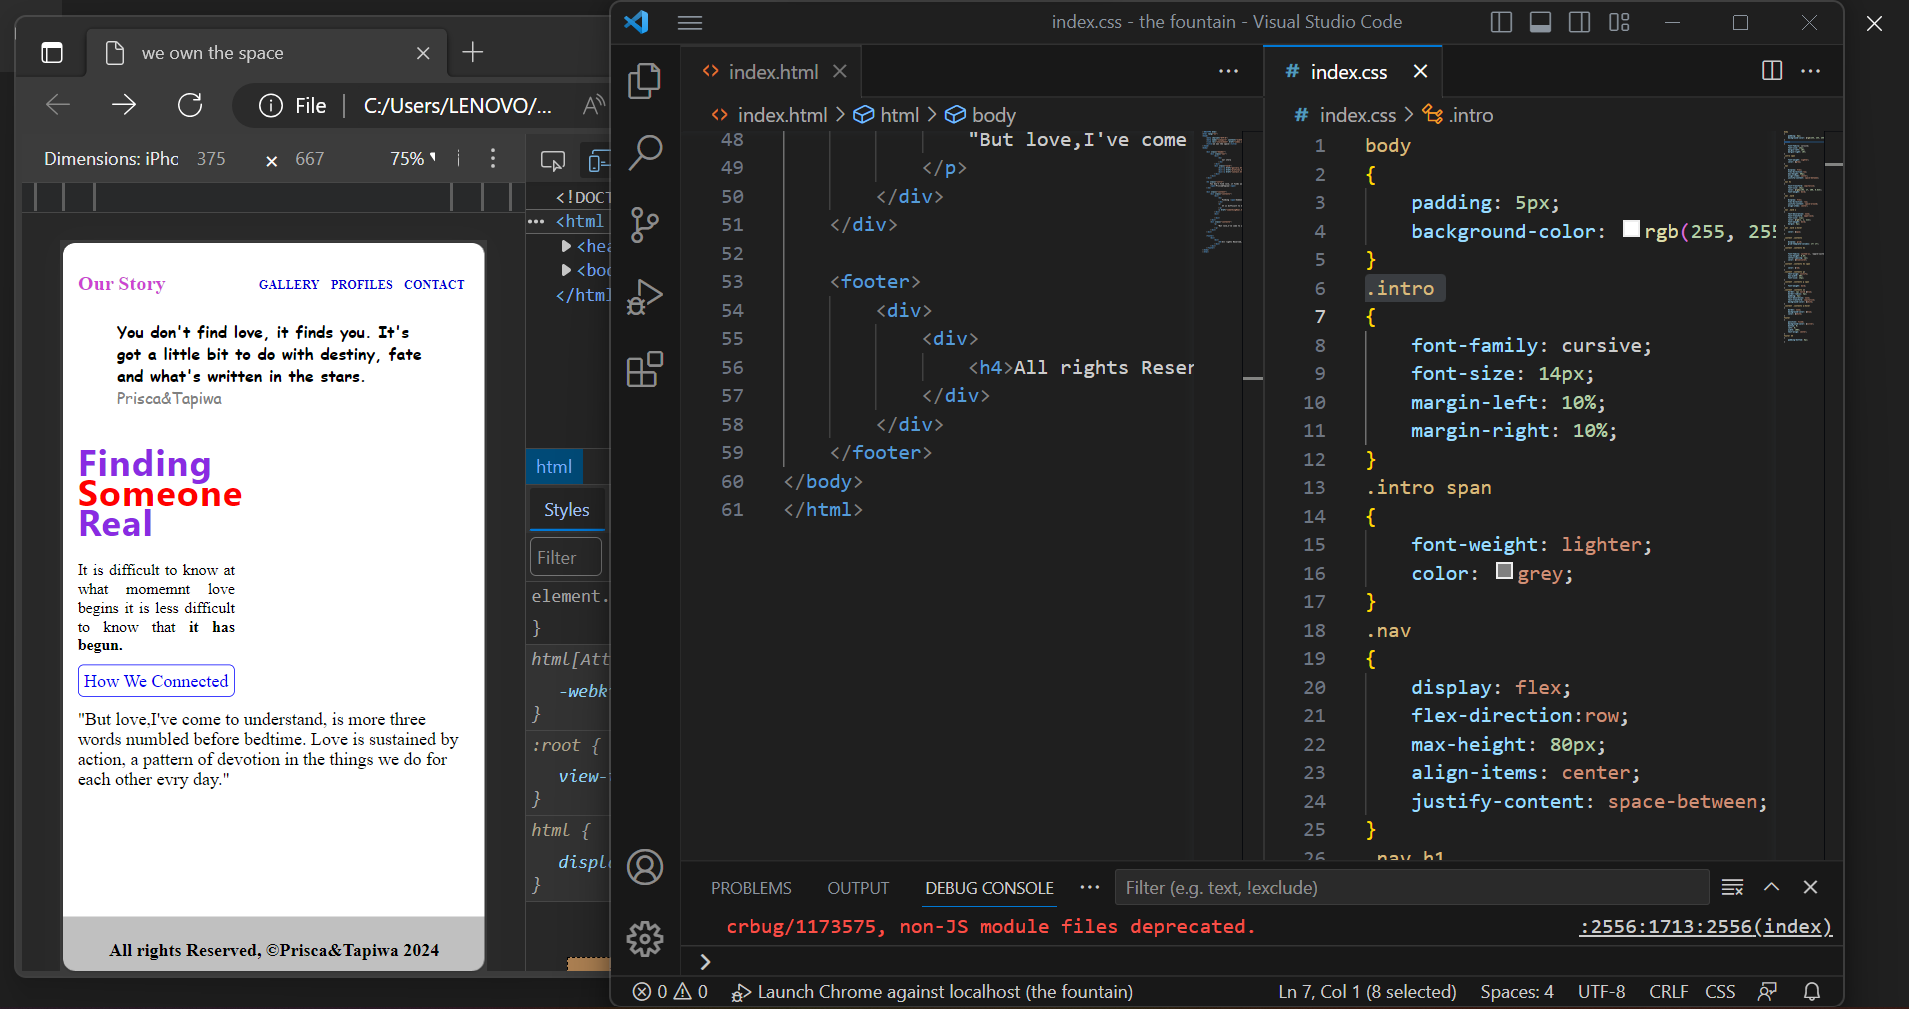 we own the space
File
C:/Users/LENOVO/...
Dimensions: iPhc 375 × 667 75%
Our Story GALLERY PROFILES CONTACT
You don't find love, it finds you. It's
got a little bit to do with destiny, fate
and what's written in the stars.
Prisca&Tapiwa
Finding
Someone
Real
It is difficult to know at
what momemnt love
begins it is less difficult
to know that it has
begun.
How We Connected
"But love,I've come to understand, is more three
words numbled before bedtime. Love is sustained by
action, a pattern of devotion in the things we do for
each other evry day."
All rights Reserved, ©Prisca&Tapiwa 2024
<!DOCT
<html
<hea
<boo
</html
html
Styles
Filter
element.
}
html[Att
-webk
}
:root {
view-
}
html {
displ
}
index.css - the fountain - Visual Studio Code
index.html
index.html > html > body
48 "But love,I've come
49 </p>
50 </div>
51 </div>
52
53 <footer>
54 <div>
55 <div>
56 <h4>All rights Reser
57 </div>
58 </div>
59 </footer>
60 </body>
61 </html>
# index.css
# index.css > .intro
1 body
2 {
3 padding: 5px;
4 background-color: rgb(255, 255
5 }
6 .intro
7 {
8 font-family: cursive;
9 font-size: 14px;
10 margin-left: 10%;
11 margin-right: 10%;
12 }
13 .intro span
14 {
15 font-weight: lighter;
16 color: grey;
17 }
18 .nav
19 {
20 display: flex;
21 flex-direction:row;
22 max-height: 80px;
23 align-items: center;
24 justify-content: space-between;
25 }
26 .nav h1
PROBLEMS OUTPUT DEBUG CONSOLE ··· Filter (e.g. text, !exclude)
crbug/1173575, non-JS module files deprecated. :2556:1713:2556(index)
>
0 0 Launch Chrome against localhost (the fountain) Ln 7, Col 1 (8 selected) Spaces: 4 UTF-8 CRLF CSS